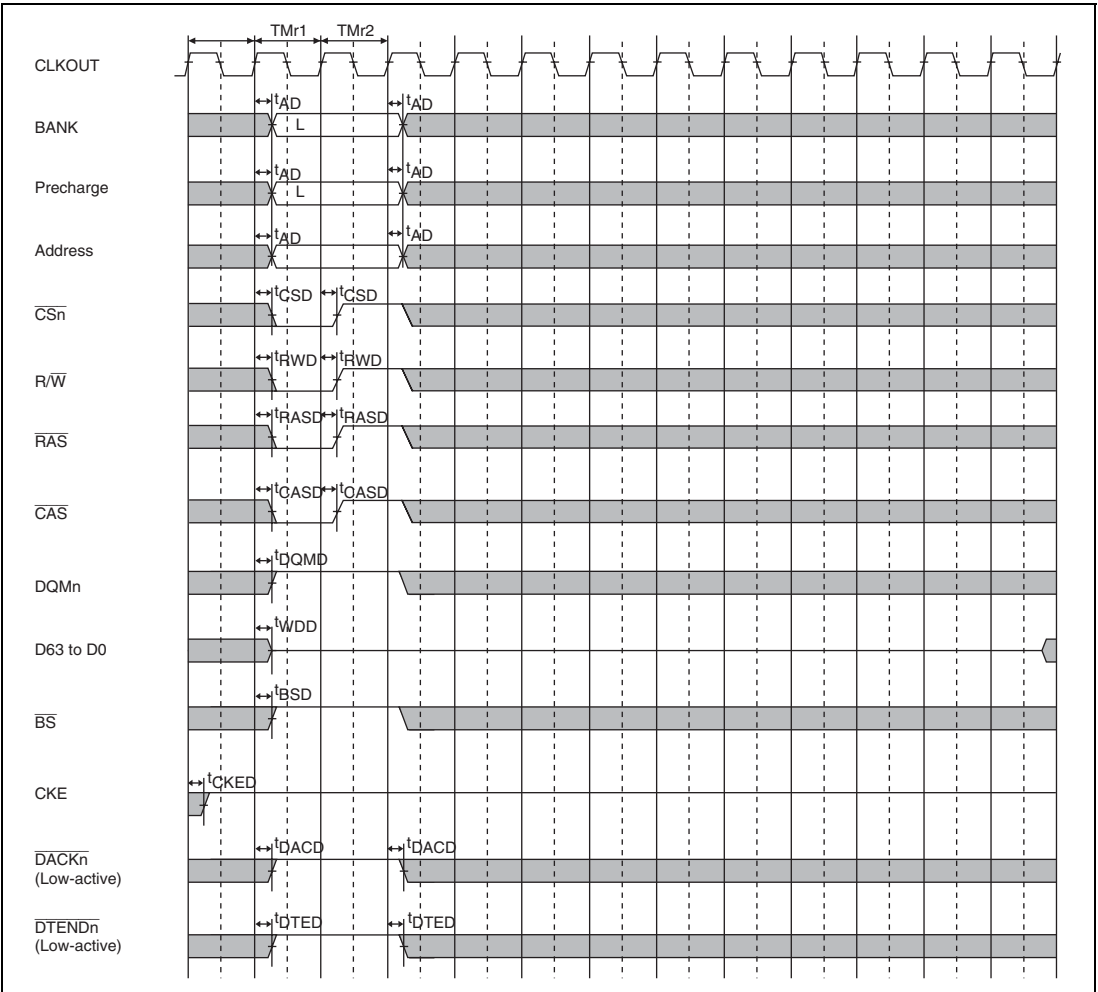 TMr1 TMr2
CLKOUT
tAD tAD
BANK L
tAD tAD
Precharge L
tAD tAD
Address
tCSD tCSD
CSn
tRWD tRWD
R/W
tRASD tRASD
RAS
tCASD tCASD
CAS
tDQMD
DQMn
tWDD
D63 to D0
tBSD
BS
tCKED
CKE
tDACD tDACD
DACKn
(Low-active)
tDTED tDTED
DTENDn
(Low-active)